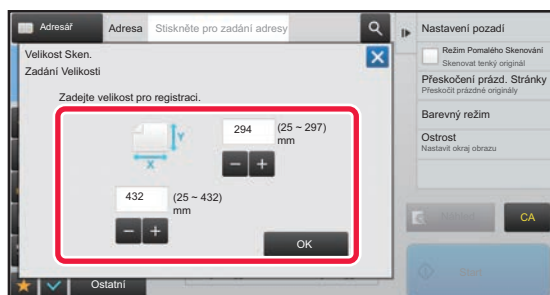 Adresář
Adresa
Stiskněte pro zadání adresy
Velikost Sken.
Zadání Velikosti
Zadejte velikost pro registraci.
Y
X
294
(25 ~ 297)
mm
432
(25 ~ 432)
mm
OK
Ostatní
Nastavení pozadí
Režim Pomalého Skenování
Skenovat tenký originál
Přeskočení prázd. Stránky
Přeskočit prázdné originály
Barevný režim
Ostrost
Nastavit okraj obrazu
CA
Start